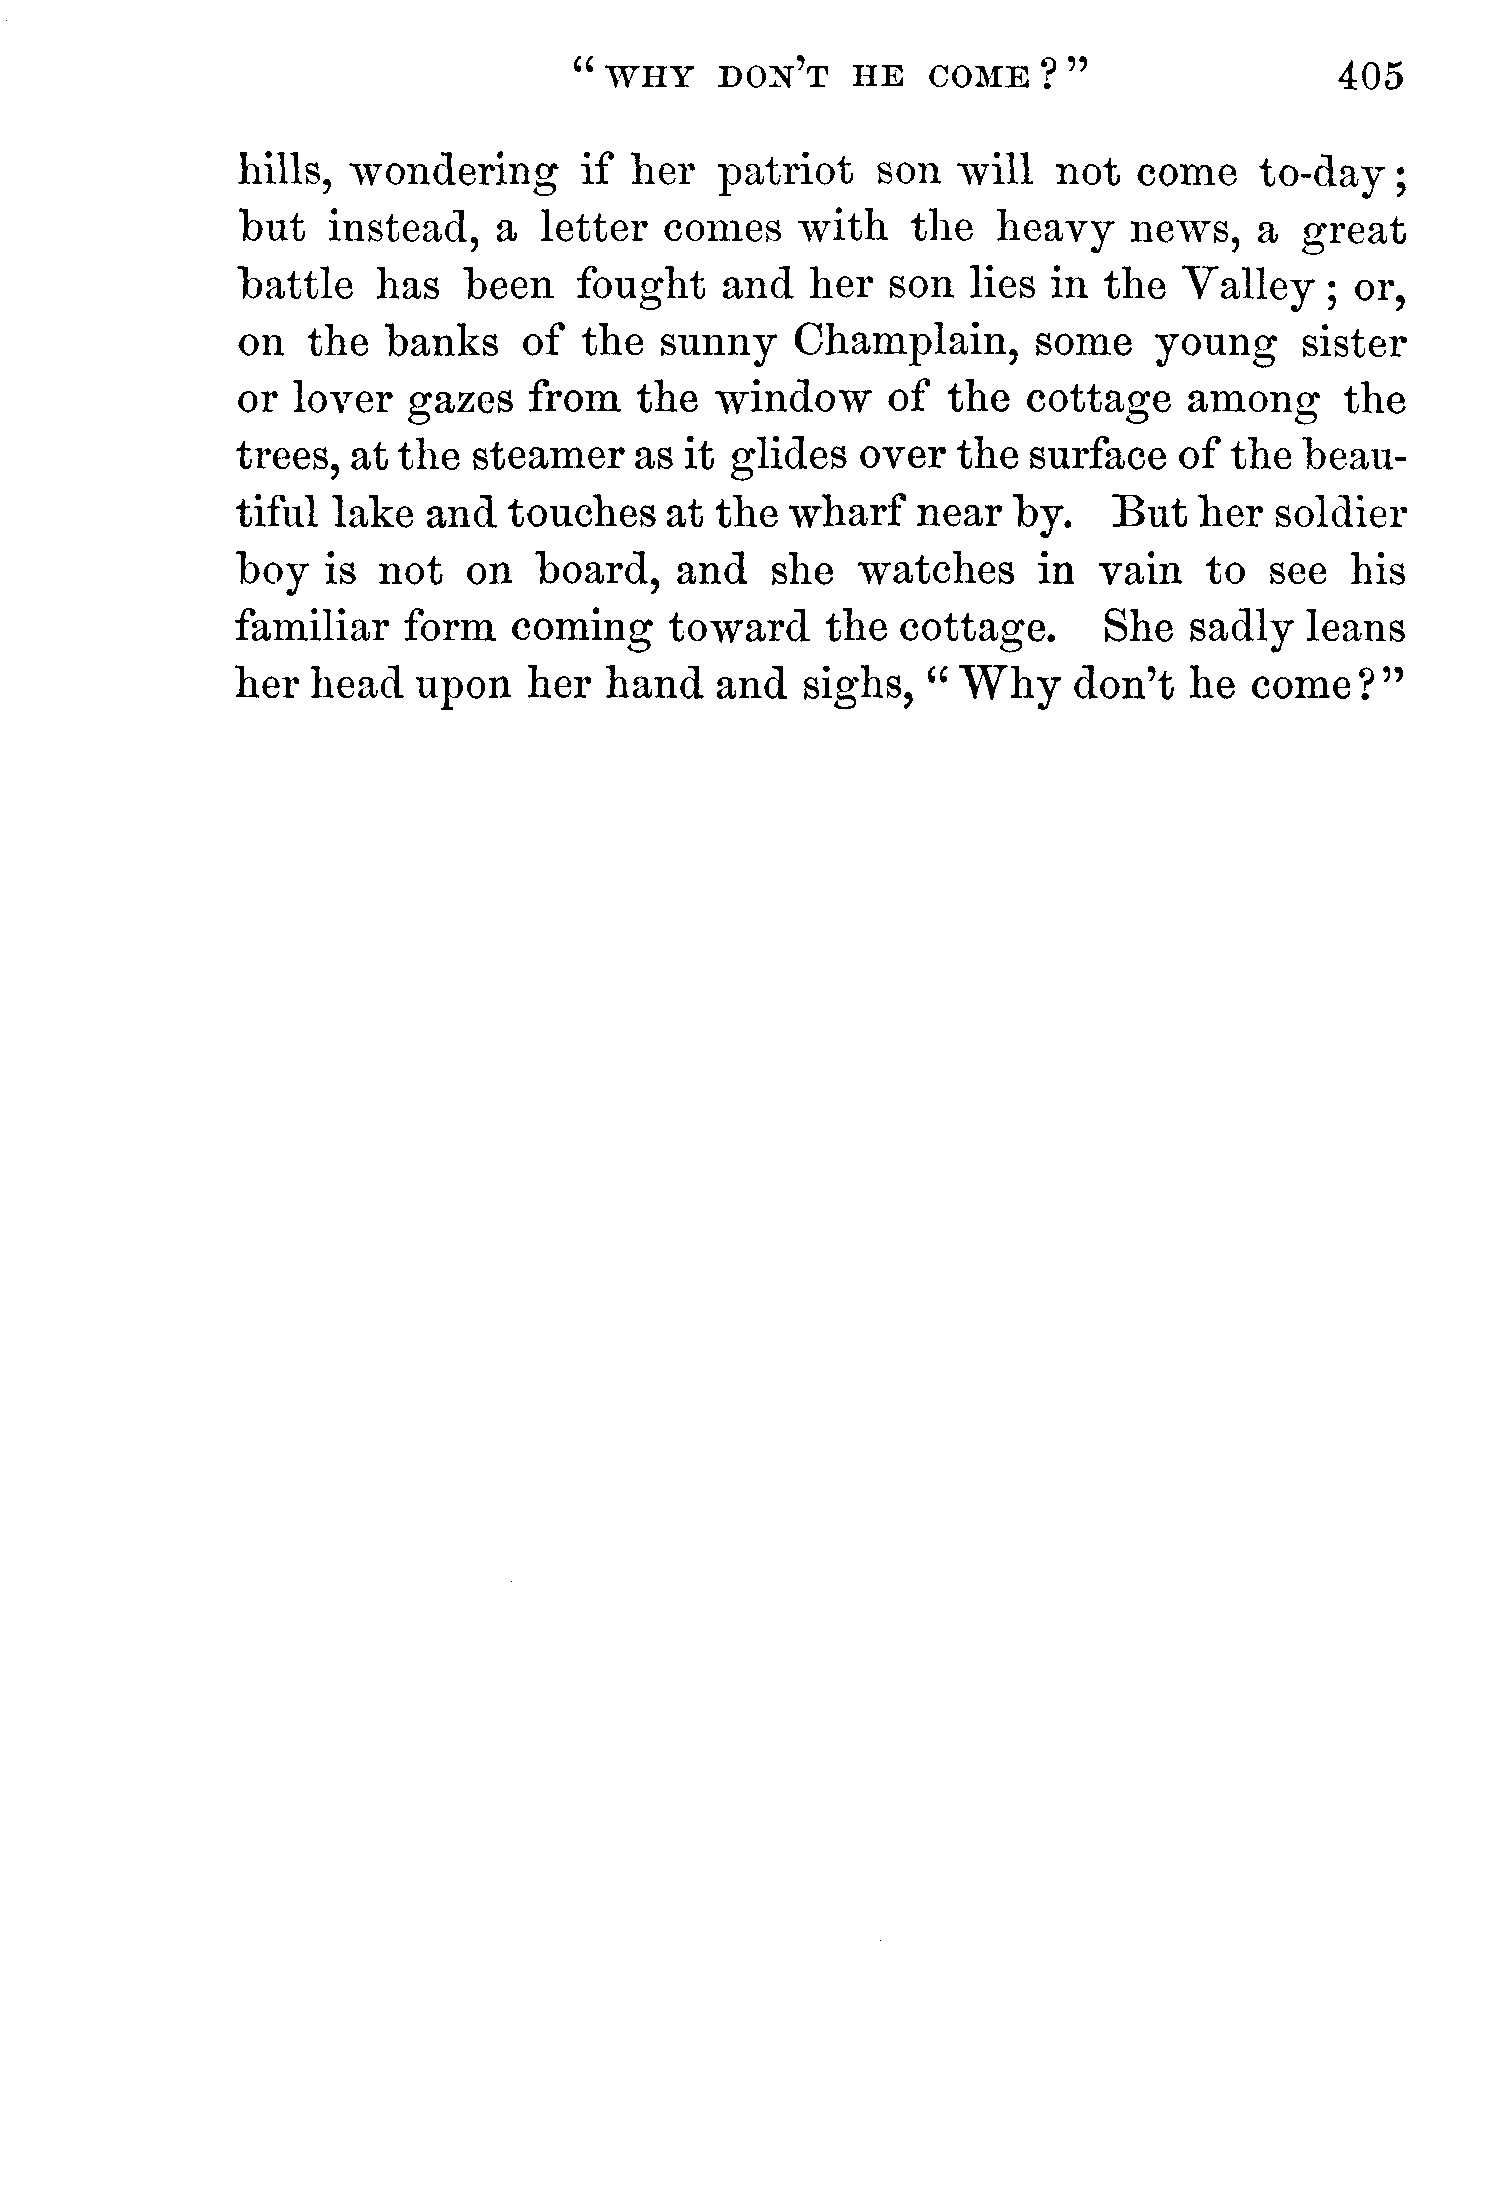 “WHY DON'T HE COME?” 405
hills, wondering if her patriot son will not come to-day;
but instead, a letter comes with the heavy news, a great
battle has been fought and her son lies in the Valley; or,
on the banks of the sunny Champlain, some young sister
or lover gazes from the window of the cottage among the
trees, at the steamer as it glides over the surface of the beau-
tiful lake and touches at the wharf near by. But her soldier
boy is not on board, and she watches in vain to see his
familiar form coming toward the cottage. She sadly leans
her head upon her hand and sighs, “Why don't he come?”